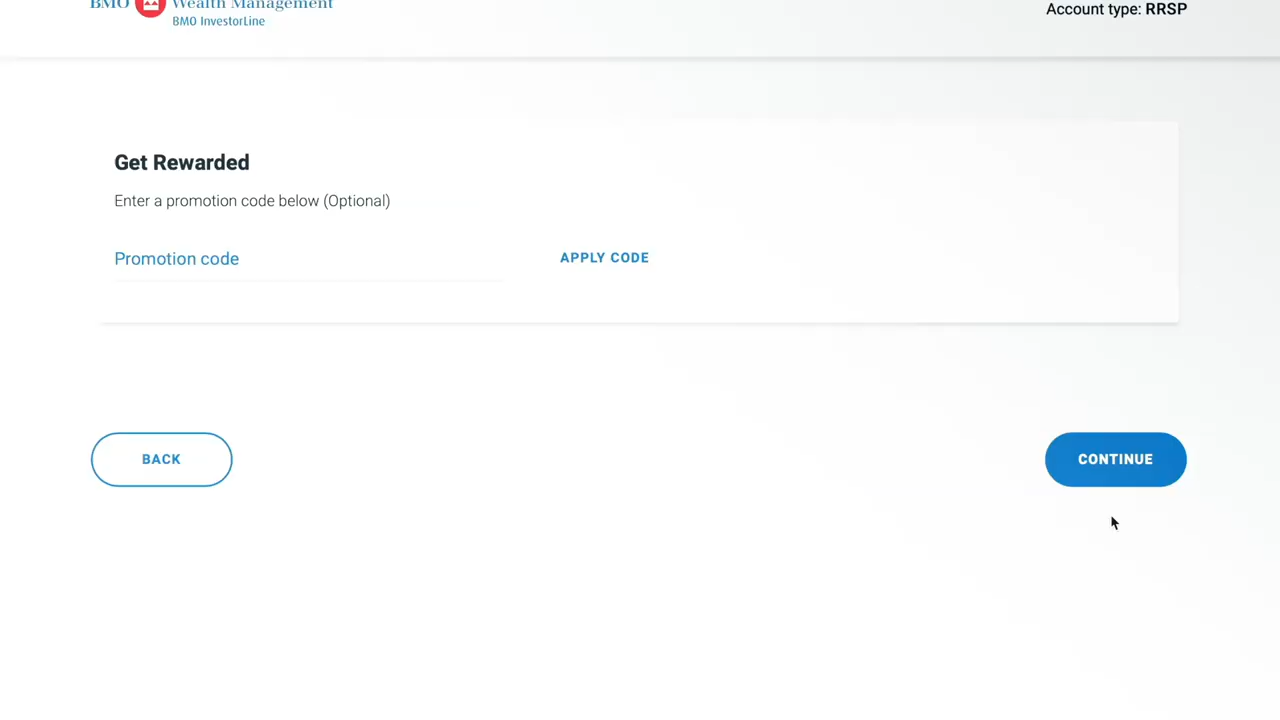 BMO Wealth Management
BMO InvestorLine
Account type: RRSP
Get Rewarded
Enter a promotion code below (Optional)
Promotion code
APPLY CODE
BACK
CONTINUE